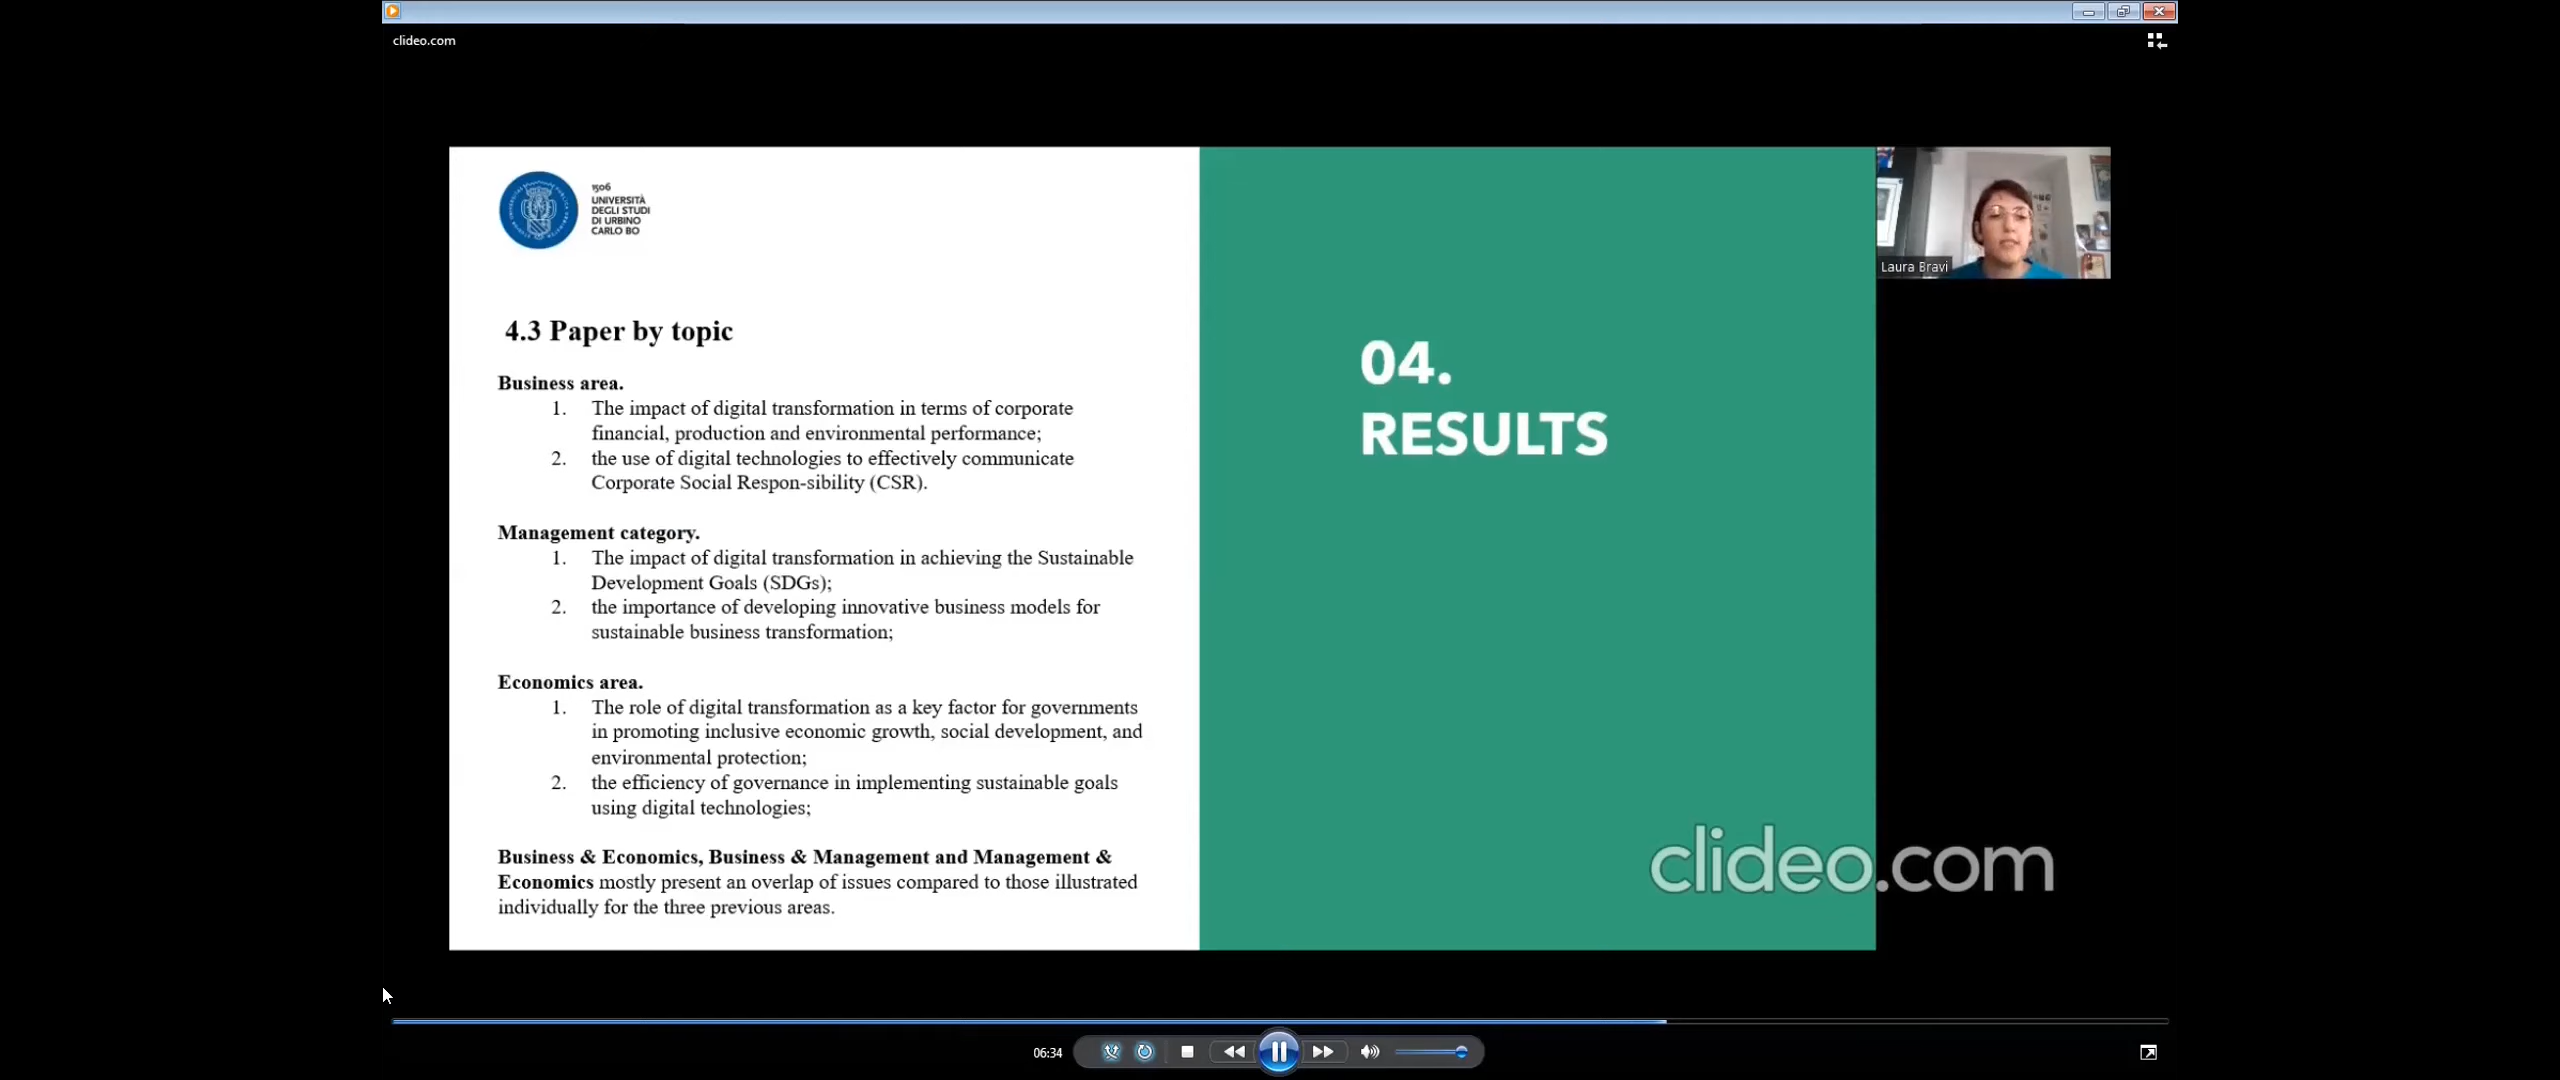 clideo.com
1506
UNIVERSITÀ
DEGLI STUDI
DI URBINO
CARLO BO
4.3 Paper by topic
Business area.
1. The impact of digital transformation in terms of corporate
financial, production and environmental performance;
2. the use of digital technologies to effectively communicate
Corporate Social Respon-sibility (CSR).
Management category.
1. The impact of digital transformation in achieving the Sustainable
Development Goals (SDGs);
2. the importance of developing innovative business models for
sustainable business transformation;
Economics area.
1. The role of digital transformation as a key factor for governments
in promoting inclusive economic growth, social development, and
environmental protection;
2. the efficiency of governance in implementing sustainable goals
using digital technologies;
Business & Economics, Business & Management and Management &
Economics mostly present an overlap of issues compared to those illustrated
individually for the three previous areas.
04.
RESULTS
Laura Bravi
clideo.com
06:34